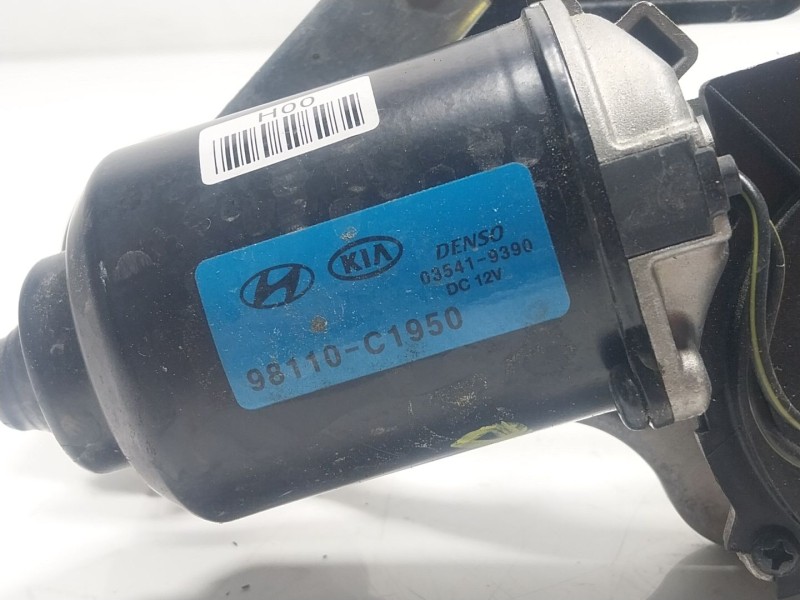 H00
KIA
DENSO
03541-9390
DC 12V
98110-C1950